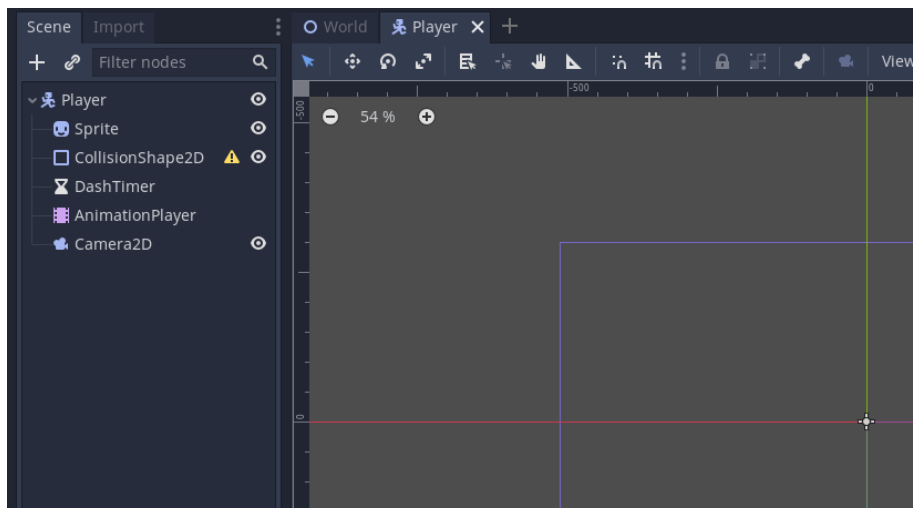 Scene Import
World Player
Filter nodes
View
-500 0
-500
54 %
Player
Sprite
CollisionShape2D
DashTimer
AnimationPlayer
Camera2D
0